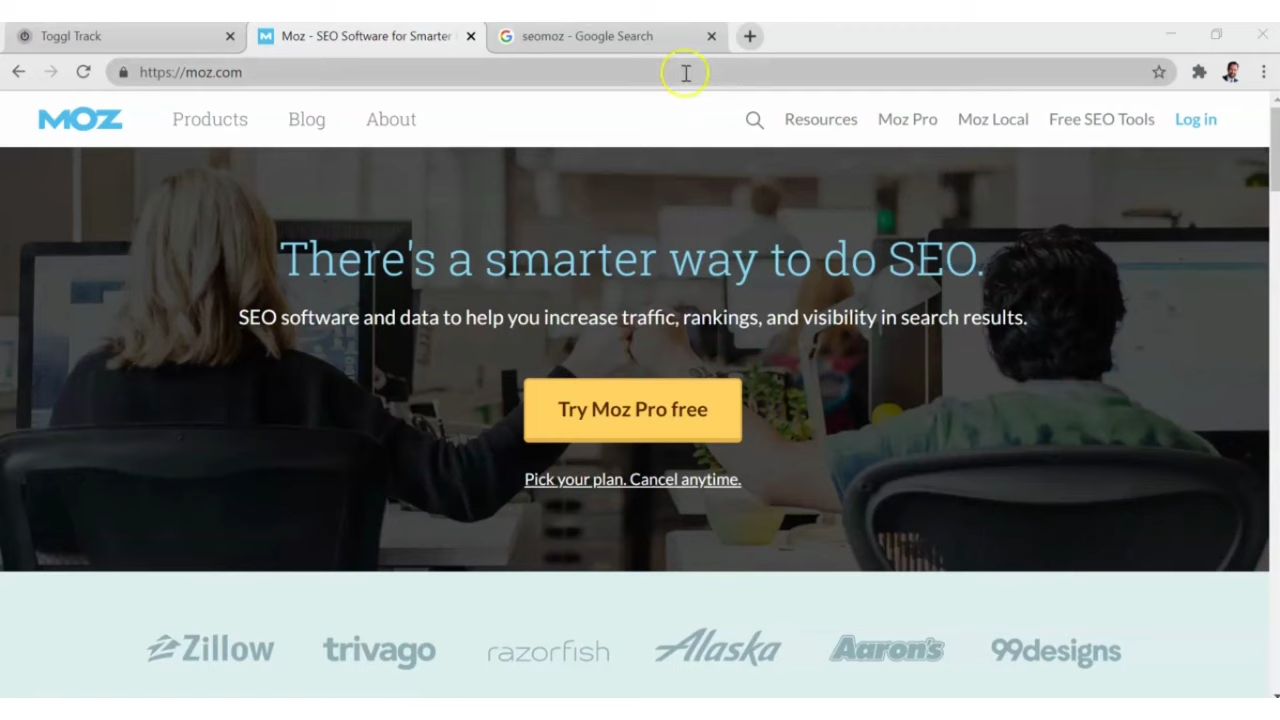 Toggl Track
Moz - SEO Software for Smarter
seomoz - Google Search
https://moz.com
MOZ
Products
Blog
About
Resources
Moz Pro
Moz Local
Free SEO Tools
Log in
There's a smarter way to do SEO.
SEO software and data to help you increase traffic, rankings, and visibility in search results.
Try Moz Pro free
Pick your plan. Cancel anytime.
Zillow
trivago
razorfish
Alaska
Aaron's
99designs